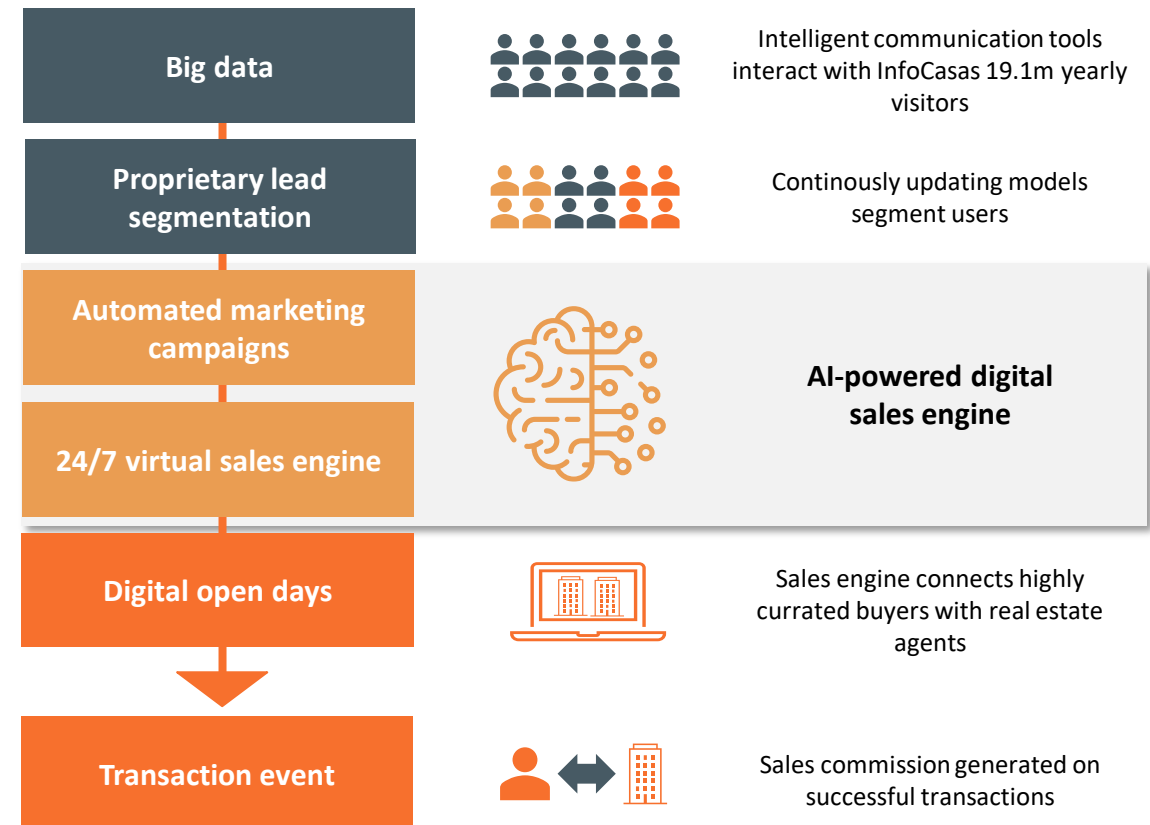 Big data
Intelligent communication tools
interact with InfoCasas 19.1m yearly
visitors
Proprietary lead
segmentation
Continously updating models
segment users
Automated marketing
campaigns
AI-powered digital
sales engine
24/7 virtual sales engine
Digital open days
Sales engine connects highly
currated buyers with real estate
agents
Transaction event
Sales commission generated on
successful transactions